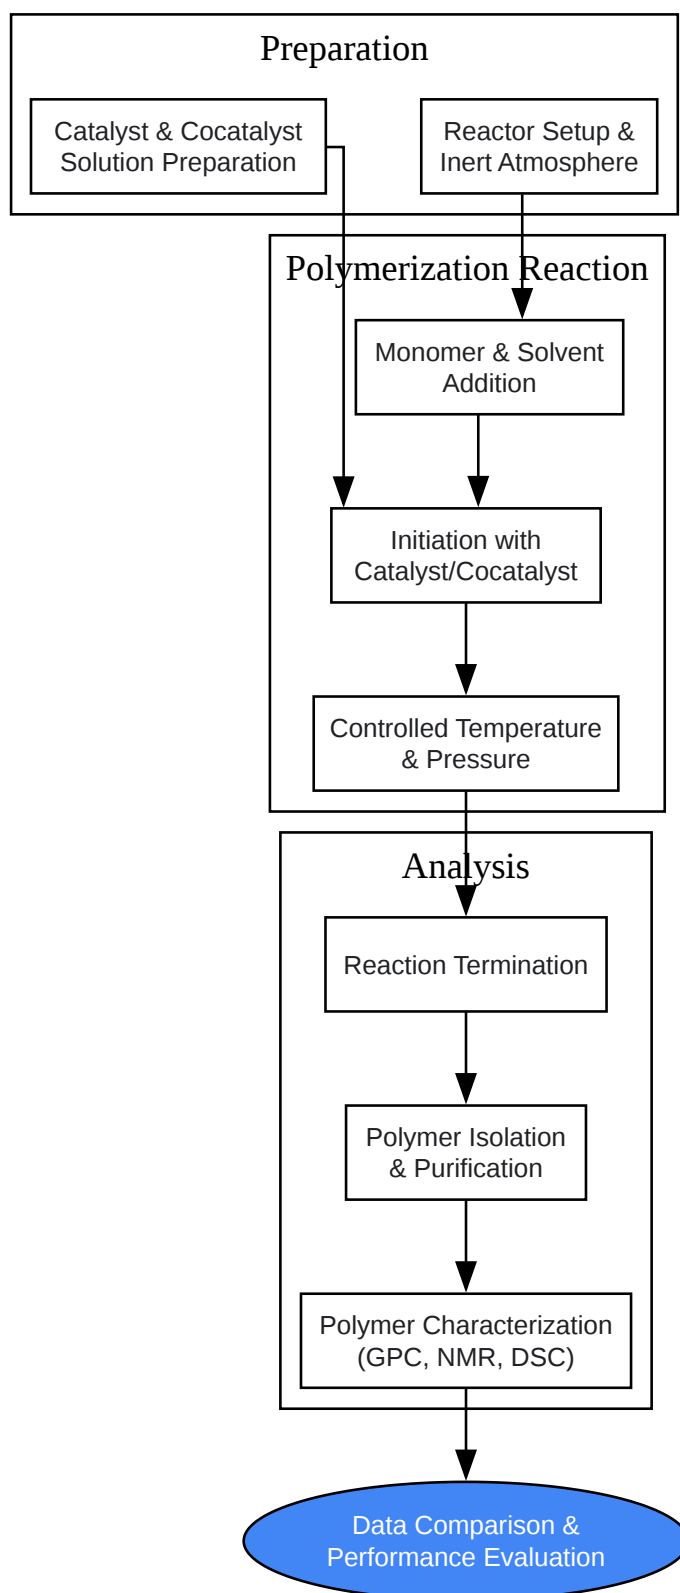 Preparation
Catalyst & Cocatalyst
Solution Preparation
Reactor Setup &
Inert Atmosphere
Polymerization Reaction
Monomer & Solvent
Addition
Initiation with
Catalyst/Cocatalyst
Controlled Temperature
& Pressure
Analysis
Reaction Termination
Polymer Isolation
& Purification
Polymer Characterization
(GPC, NMR, DSC)
Data Comparison &
Performance Evaluation